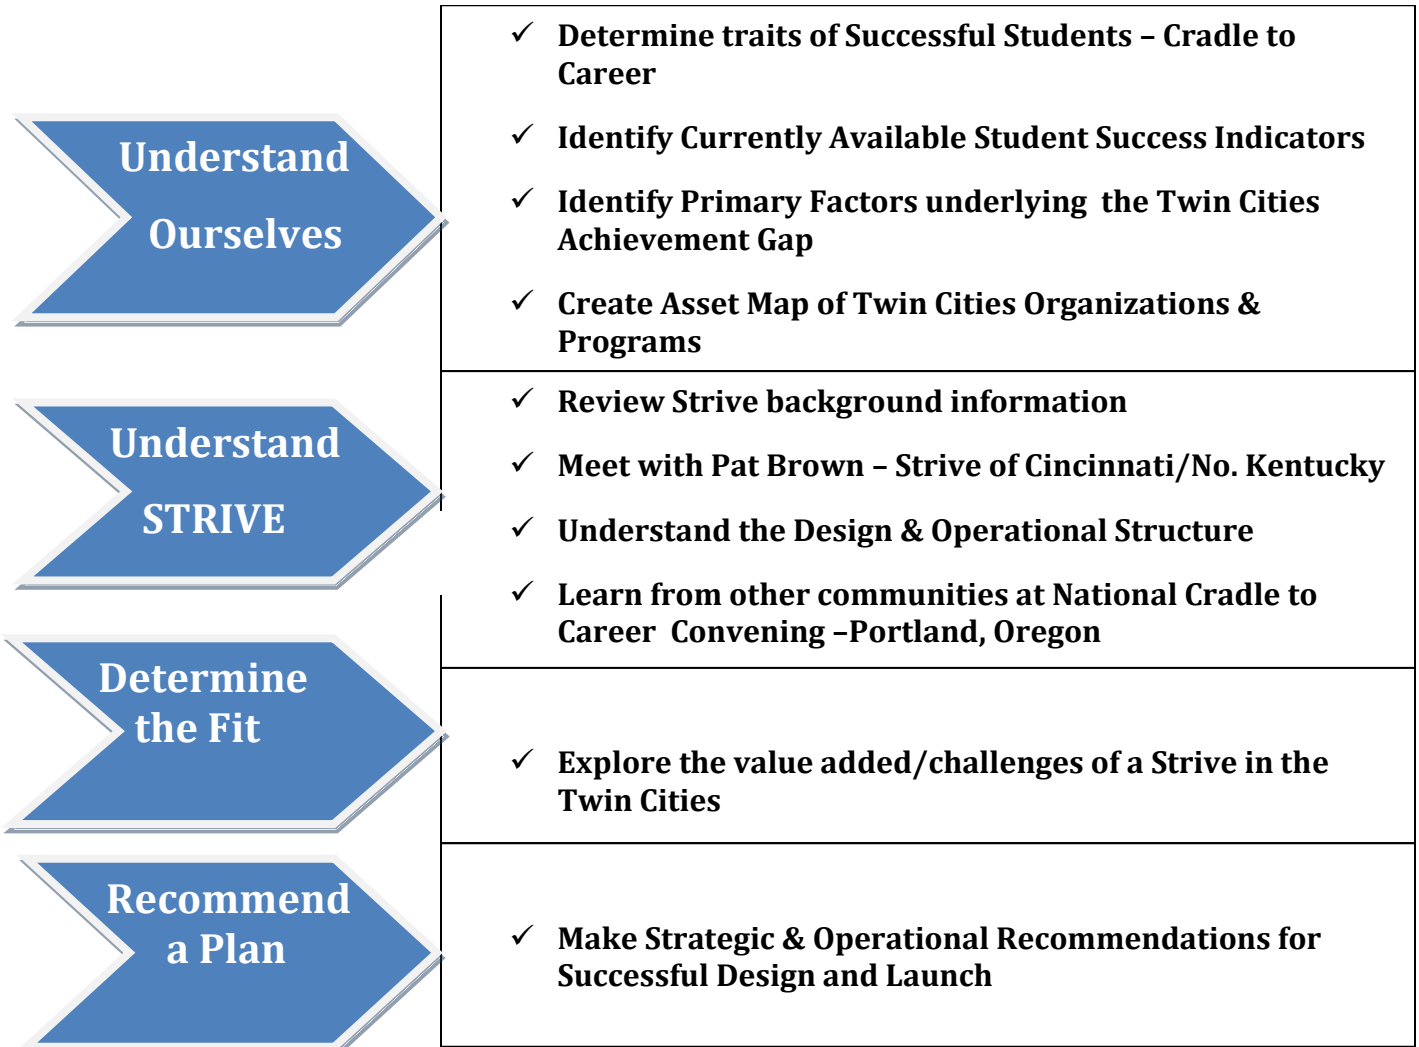 Understand
Ourselves
✓ Determine traits of Successful Students – Cradle to
Career
✓ Identify Currently Available Student Success Indicators
✓ Identify Primary Factors underlying the Twin Cities
Achievement Gap
✓ Create Asset Map of Twin Cities Organizations &
Programs
Understand
STRIVE
✓ Review Strive background information
✓ Meet with Pat Brown – Strive of Cincinnati/No. Kentucky
✓ Understand the Design & Operational Structure
✓ Learn from other communities at National Cradle to
Career Convening –Portland, Oregon
Determine
the Fit
✓ Explore the value added/challenges of a Strive in the
Twin Cities
Recommend
a Plan
✓ Make Strategic & Operational Recommendations for
Successful Design and Launch